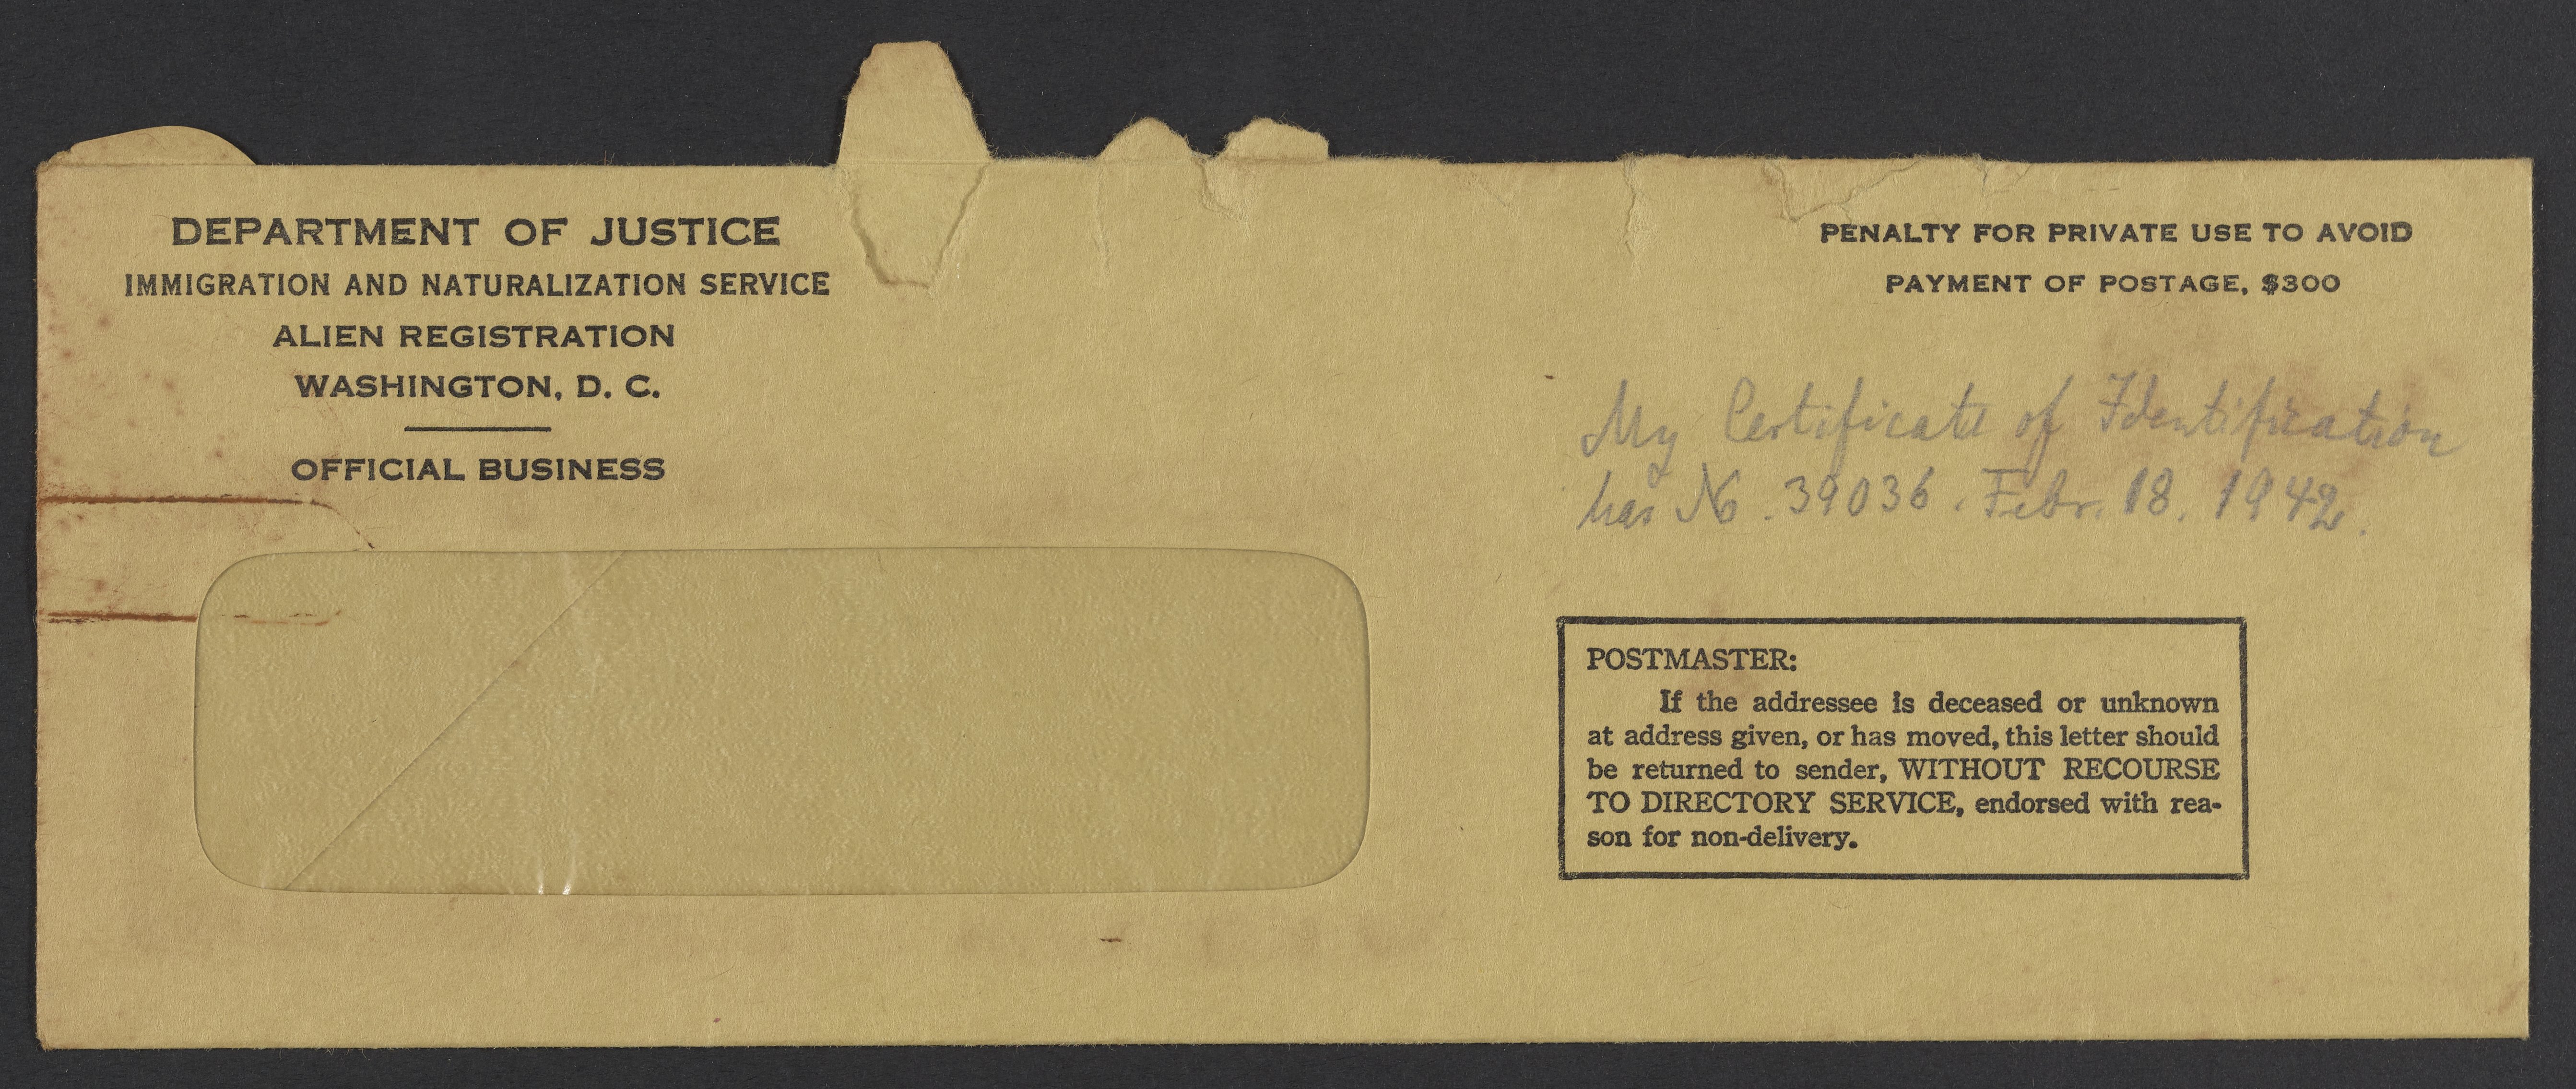 DEPARTMENT OF JUSTICE
IMMIGRATION AND NATURALIZATION SERVICE
ALIEN REGISTRATION
WASHINGTON, D. C.
OFFICIAL BUSINESS
PENALTY FOR PRIVATE USE TO AVOID
PAYMENT OF POSTAGE, $300
My Certificate of Identification
has No. 39036. Febr. 18. 1942.
POSTMASTER:
If the addressee is deceased or unknown
at address given, or has moved, this letter should
be returned to sender, WITHOUT RECOURSE
TO DIRECTORY SERVICE, endorsed with rea-
son for non-delivery.